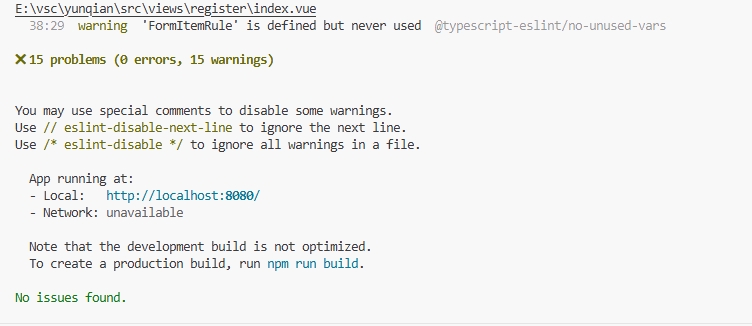 E:\vsc\yunqian\src\views\register\index.vue
38:29 warning 'FormItemRule' is defined but never used @typescript-eslint/no-unused-vars
✖ 15 problems (0 errors, 15 warnings)
You may use special comments to disable some warnings.
Use // eslint-disable-next-line to ignore the next line.
Use /* eslint-disable */ to ignore all warnings in a file.
App running at:
- Local: http://localhost:8080/
- Network: unavailable
Note that the development build is not optimized.
To create a production build, run npm run build.
No issues found.